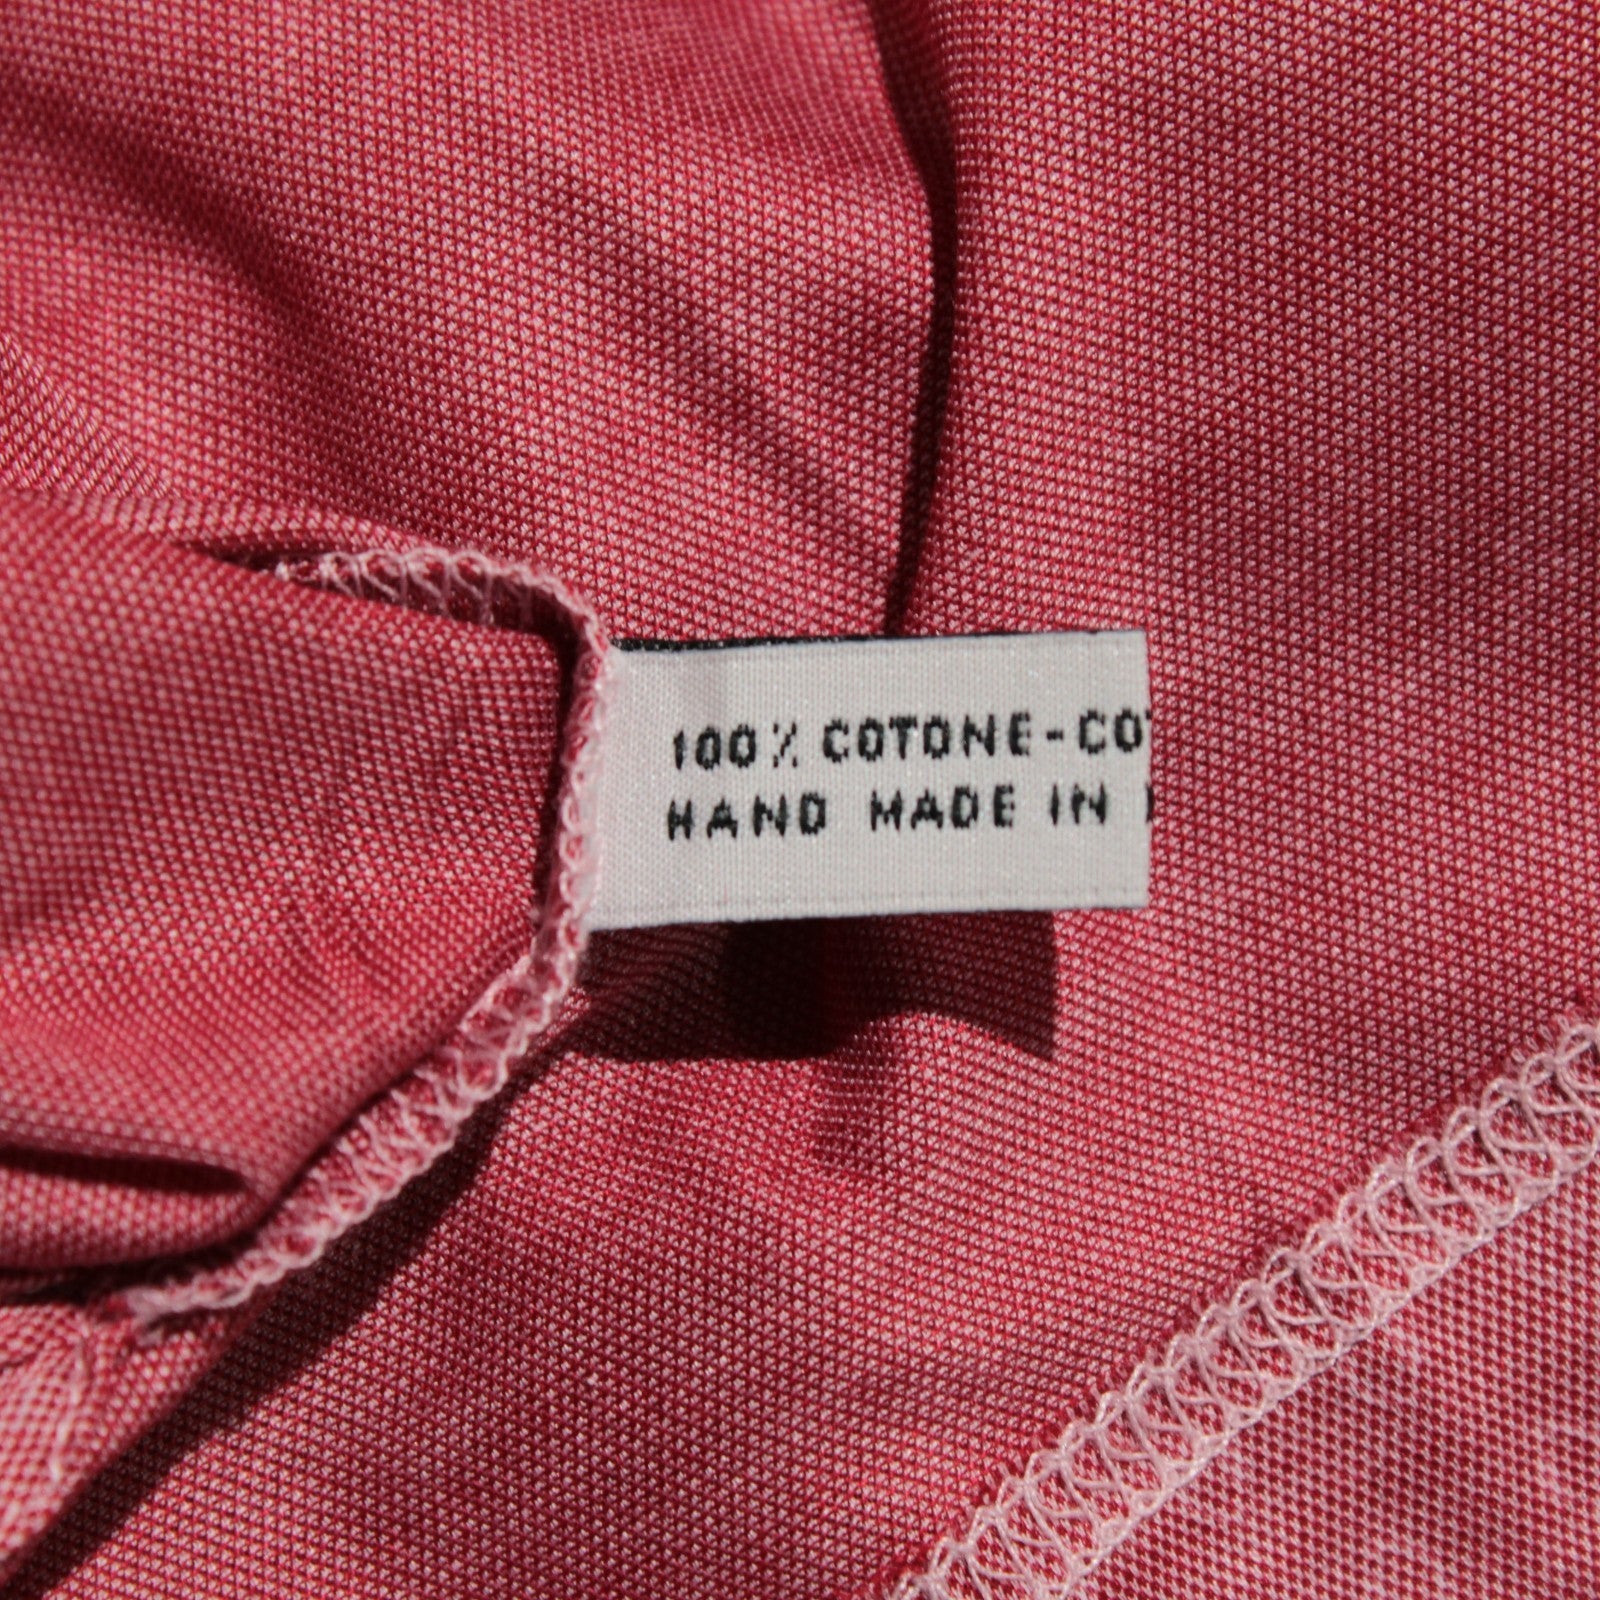 100% COTONE-CO
HAND MADE IN